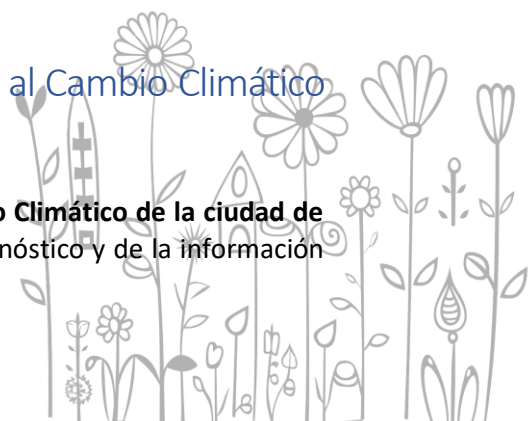 al Cambio Climático
o Climático de la ciudad de
nóstico y de la información